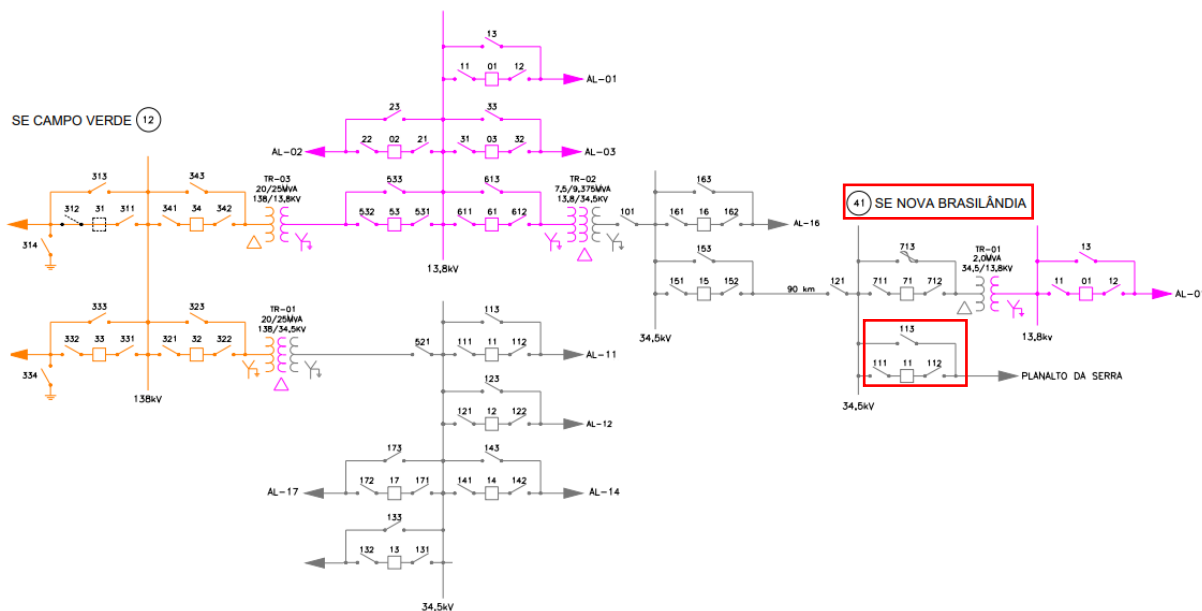 13
11 01 12
AL-01
SE CAMPO VERDE 12
23 33
22 02 21 31 03 32
AL-02 AL-03
313 343
312 31 311 341 34 342
314
TR-03
20/25MVA
138/13,8KV
533 613
532 53 531 611 61 612
TR-02
7,5/9,375MVA
13,8/34,5KV
101
163
161 16 162
AL-16
153
151 15 152
13,8kV
34,5kV
90 km
121
41 SE NOVA BRASILÂNDIA
713
711 71 712
TR-01
2,0MVA
34,5/13,8KV
13
11 01 12
AL-0
13,8kV
113
111 11 112
PLANALTO DA SERRA
34,5kV
333 323
332 33 331 321 32 322
334
138kV
TR-01
20/25MVA
138/34,5KV
521
113
111 11 112
AL-11
123
121 12 122
AL-12
173 143
172 17 171 141 14 142
AL-17 AL-14
133
132 13 131
34,5kV